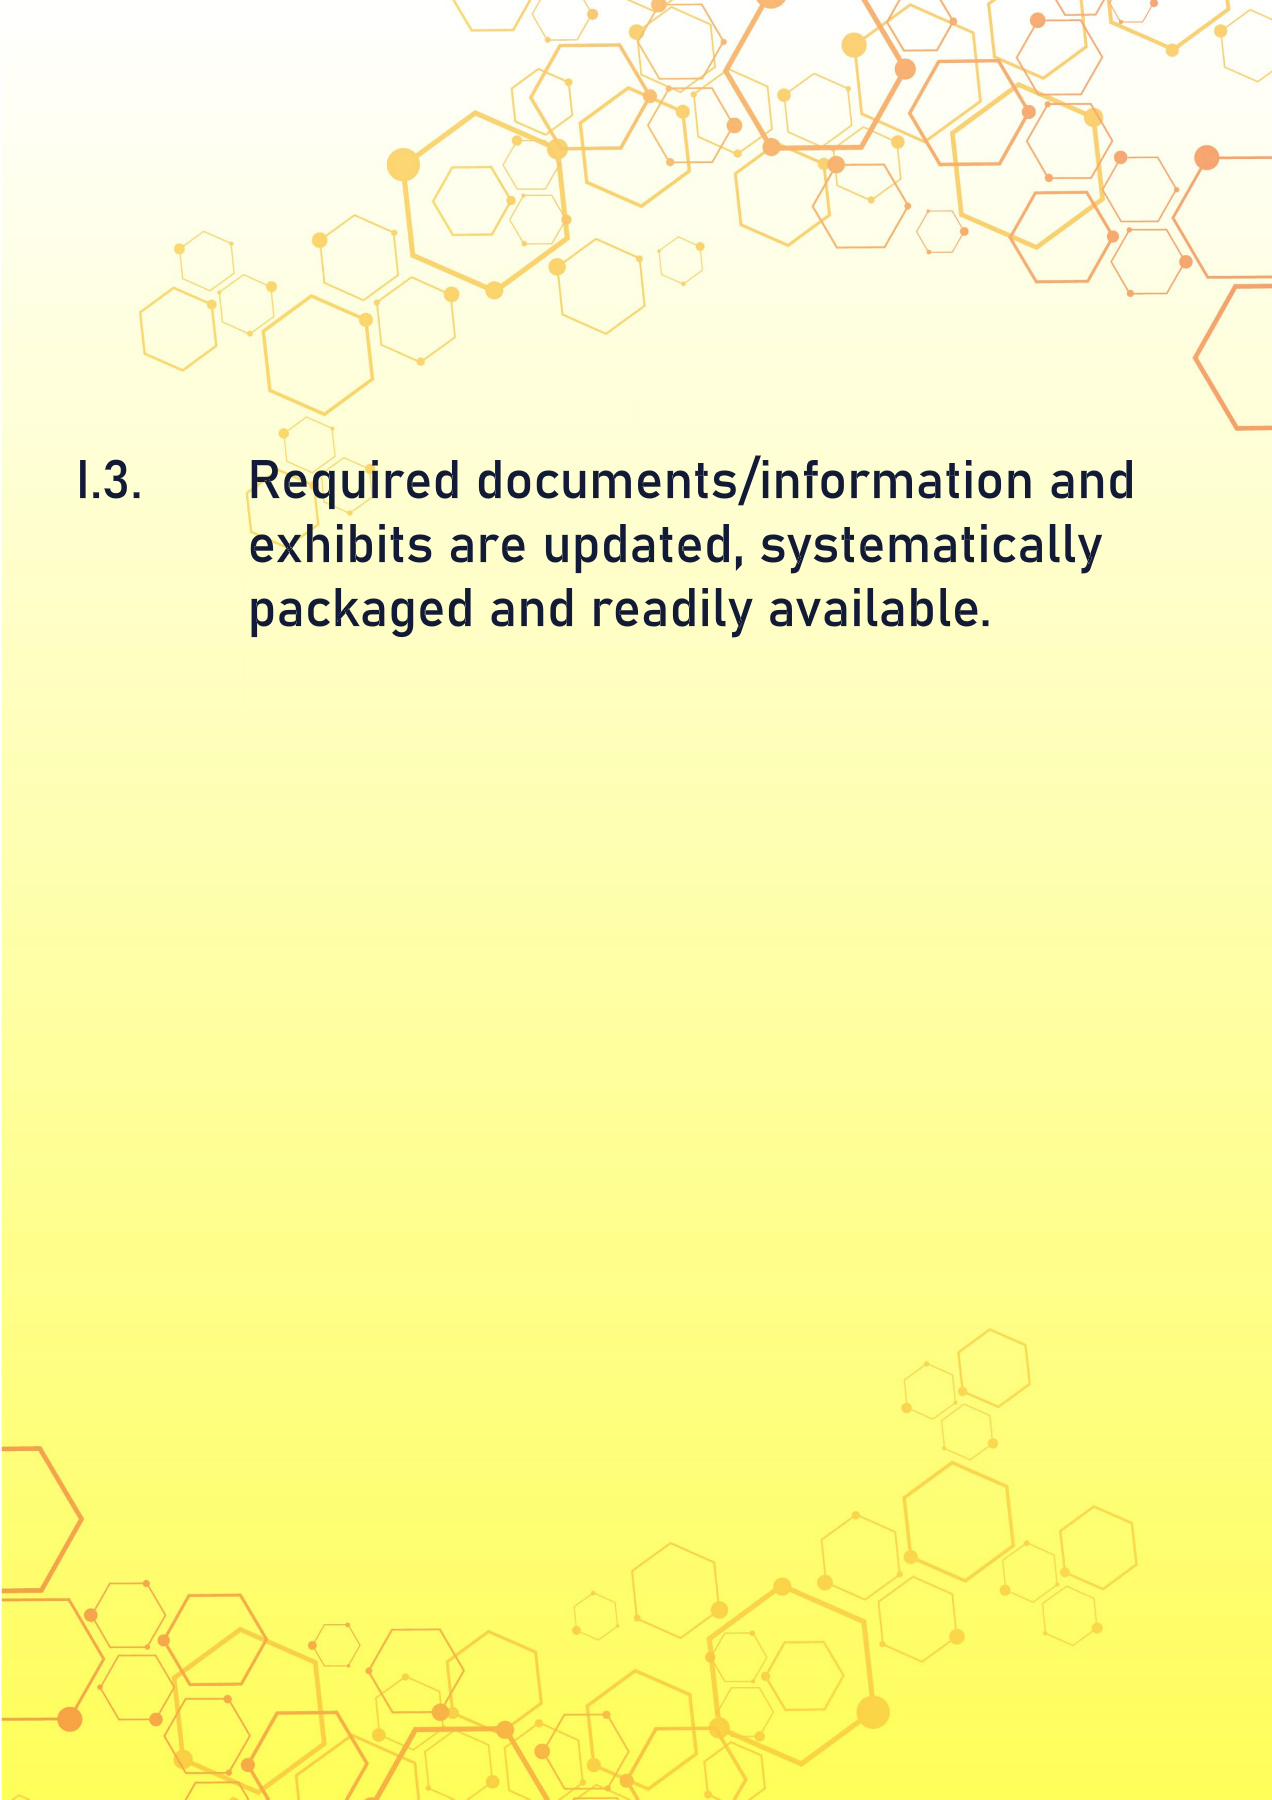 I.3. Required documents/information and
exhibits are updated, systematically
packaged and readily available.